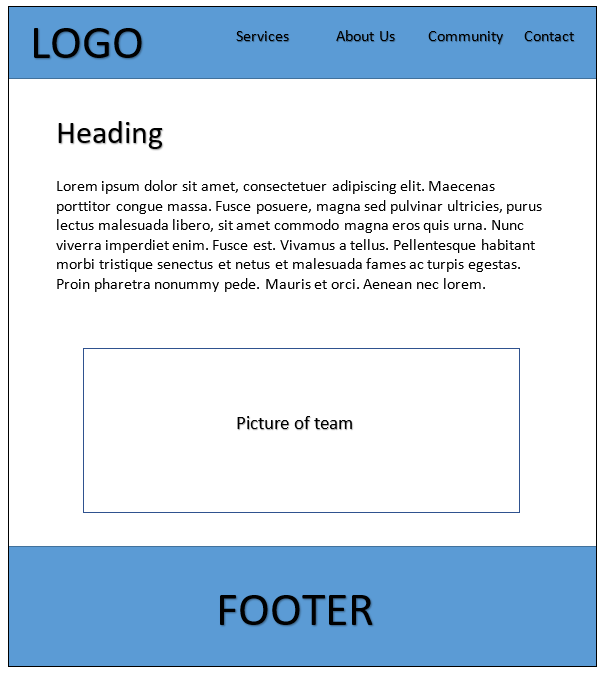 LOGO
Services About Us Community Contact
Heading
Lorem ipsum dolor sit amet, consectetuer adipiscing elit. Maecenas
porttitor congue massa. Fusce posuere, magna sed pulvinar ultricies, purus
lectus malesuada libero, sit amet commodo magna eros quis urna. Nunc
viverra imperdiet enim. Fusce est. Vivamus a tellus. Pellentesque habitant
morbi tristique senectus et netus et malesuada fames ac turpis egestas.
Proin pharetra nonummy pede. Mauris et orci. Aenean nec lorem.
Picture of team
FOOTER